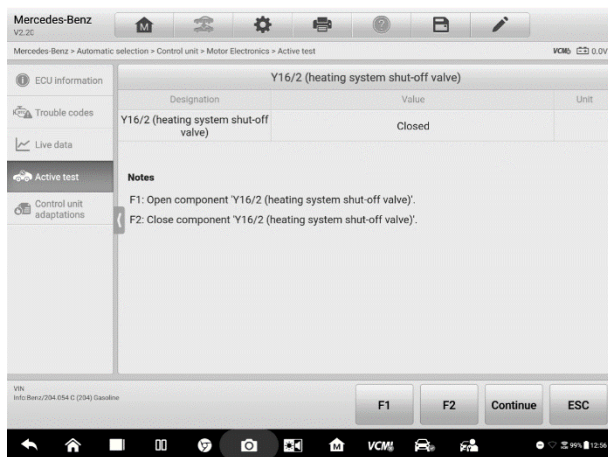 Mercedes-Benz
V2.20
Mercedes-Benz > Automatic selection > Control unit > Motor Electronics > Active test
VCMI 0.0V
ECU information
Trouble codes
Live data
Active test
Control unit
adaptations
Y16/2 (heating system shut-off valve)
Designation Value Unit
Y16/2 (heating system shut-off
valve)
Closed
Notes
F1: Open component 'Y16/2 (heating system shut-off valve)'.
F2: Close component 'Y16/2 (heating system shut-off valve)'.
VIN
Info:Benz/204.054 C (204) Gasoline
F1 F2 Continue ESC
VCMI M 99% 12:56